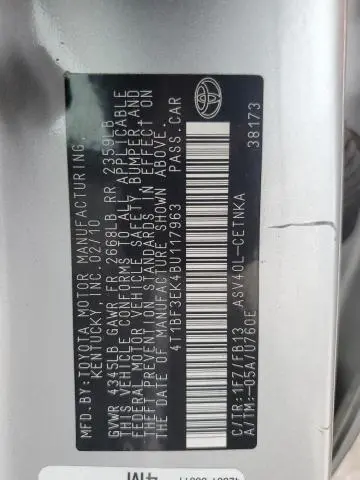 MFD.BY:TOYOTA MOTOR MANUFACTURING,
KENTUCKY, INC. 02/10
GVWR 4345LB GAWR FR 2668LB RR 2359LB
THIS VEHICLE CONFORMS TO ALL APPLICABLE
FEDERAL MOTOR VEHICLE SAFETY, BUMPER, AND
THEFT PREVENTION STANDARDS IN EFFECT ON
THE DATE OF MANUFACTURE SHOWN ABOVE.
4T1BF3EK4BU117963 PASS.CAR
C/TR:1F7/FB13 ASV40L-CETNKA
A/TM:-05A/U760E 38173
4M